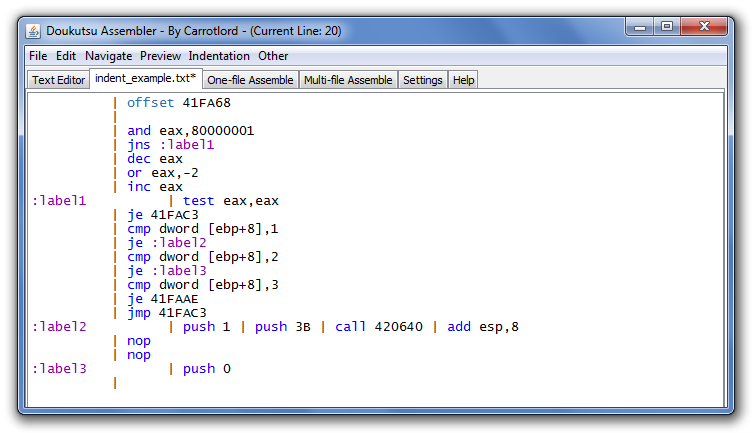 Doukutsu Assembler - By Carrotlord - (Current Line: 20)
File Edit Navigate Preview Indentation Other
Text Editor indent_example.txt* One-file Assemble Multi-file Assemble Settings Help
| offset 41FA68
|
| and eax,80000001
| jns :label1
| dec eax
| or eax,-2
| inc eax
:label1 | test eax,eax
| je 41FAC3
| cmp dword [ebp+8],1
| je :label2
| cmp dword [ebp+8],2
| je :label3
| cmp dword [ebp+8],3
| je 41FAAE
| jmp 41FAC3
:label2 | push 1 | push 3B | call 420640 | add esp,8
| nop
| nop
:label3 | push 0
|